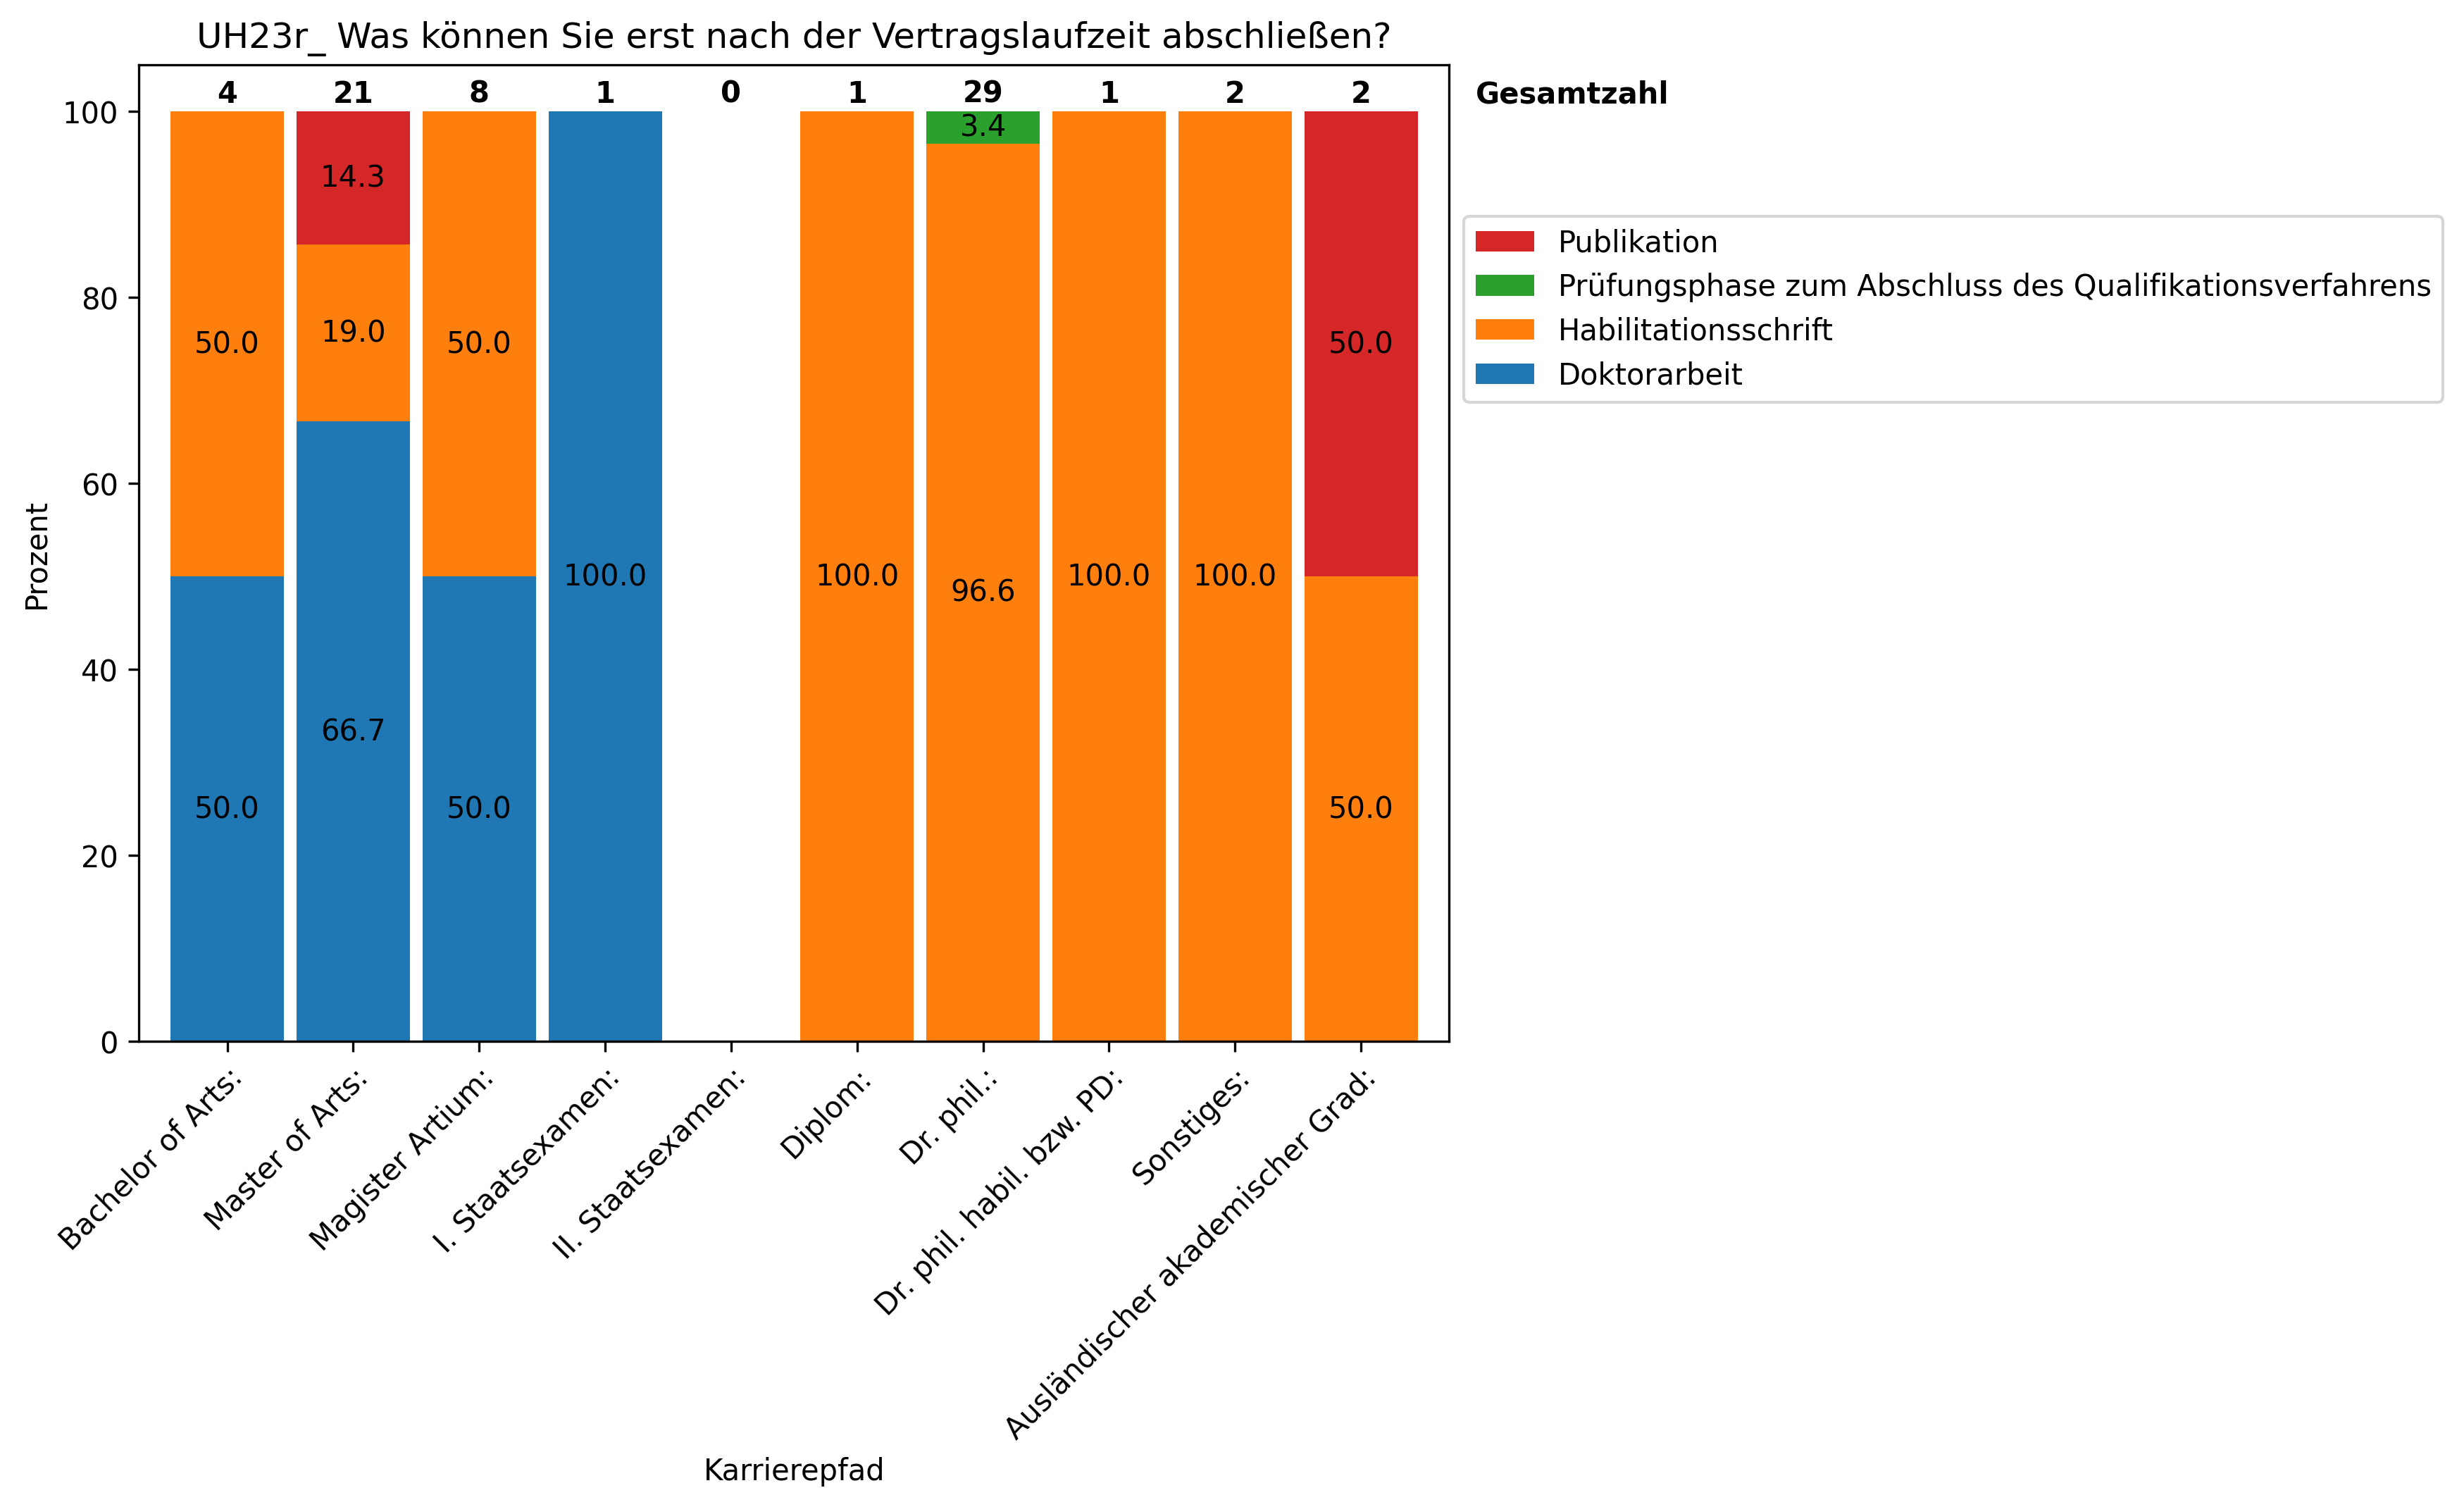 UH23r_ Was können Sie erst nach der Vertragslaufzeit abschließen?
4 21 8 1 0 1 29 1 2 2 Gesamtzahl
100
80
60
40
20
0
Prozent
50.0
50.0
14.3
19.0
66.7
50.0
50.0
100.0
100.0
3.4
96.6
100.0
100.0
50.0
50.0
Publikation
Prüfungsphase zum Abschluss des Qualifikationsverfahrens
Habilitationsschrift
Doktorarbeit
Bachelor of Arts:
Master of Arts:
Magister Artium:
I. Staatsexamen:
II. Staatsexamen:
Diplom:
Dr. phil.:
Dr. phil. habil. bzw. PD:
Sonstiges:
Ausländischer akademischer Grad:
Karrierepfad